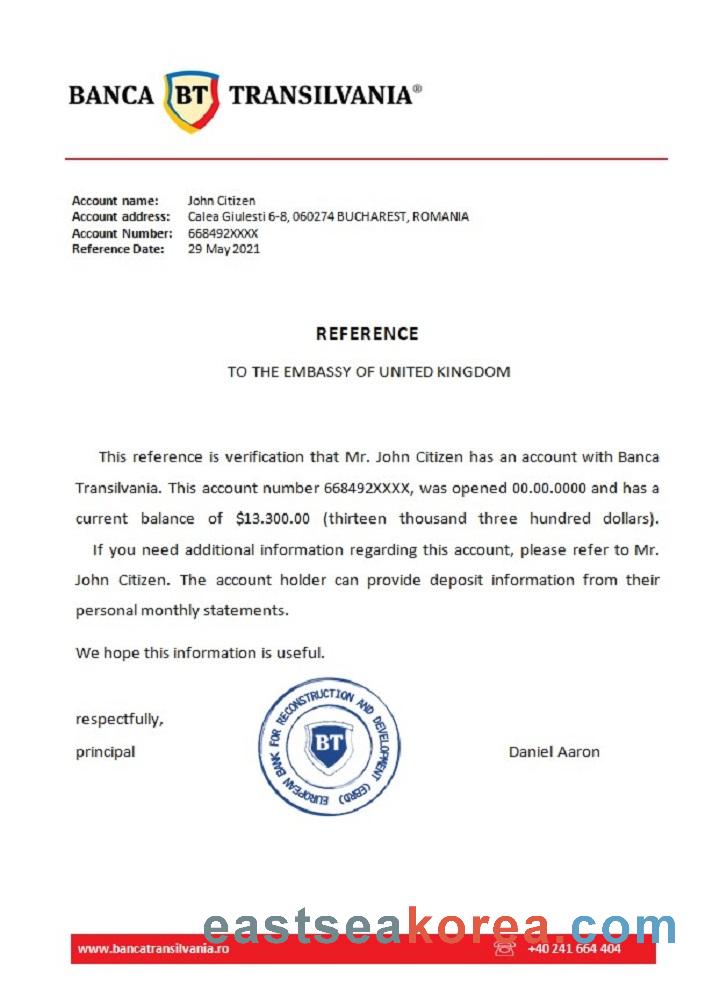 BANCA BT TRANSILVANIA®
Account name: John Citizen
Account address: Calea Giulesti 6-8, 060274 BUCHAREST, ROMANIA
Account Number: 668492XXXX
Reference Date: 29 May 2021
REFERENCE
TO THE EMBASSY OF UNITED KINGDOM
This reference is verification that Mr. John Citizen has an account with Banca
Transilvania. This account number 668492XXXX, was opened 00.00.0000 and has a
current balance of $13.300.00 (thirteen thousand three hundred dollars).
If you need additional information regarding this account, please refer to Mr.
John Citizen. The account holder can provide deposit information from their
personal monthly statements.
We hope this information is useful.
respectfully,
principal
EUROPEAN BANK FOR RECONSTRUCTION AND DEVELOPMENT (EBRD)
BT
Daniel Aaron
eastseakorea.com
www.bancatransilvania.ro
+40 241 664 404